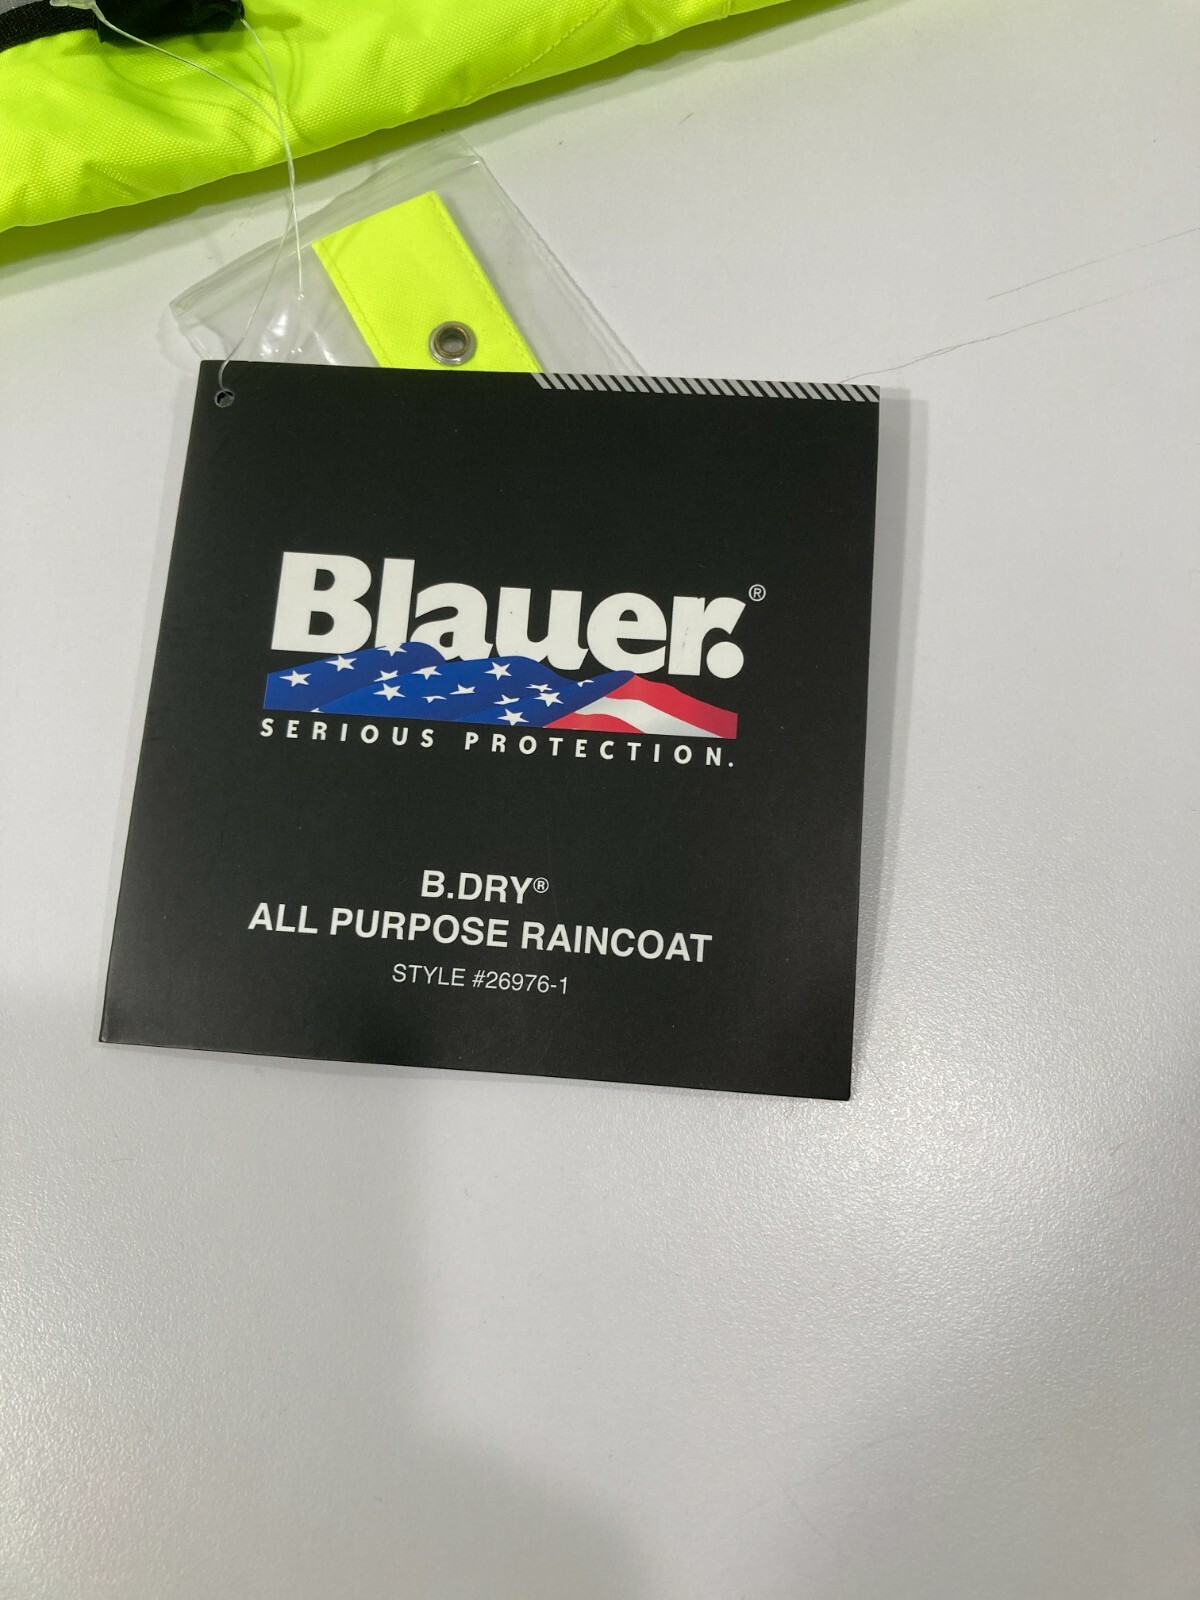 Blauer.®
SERIOUS PROTECTION.
B.DRY®
ALL PURPOSE RAINCOAT
STYLE #26976-1